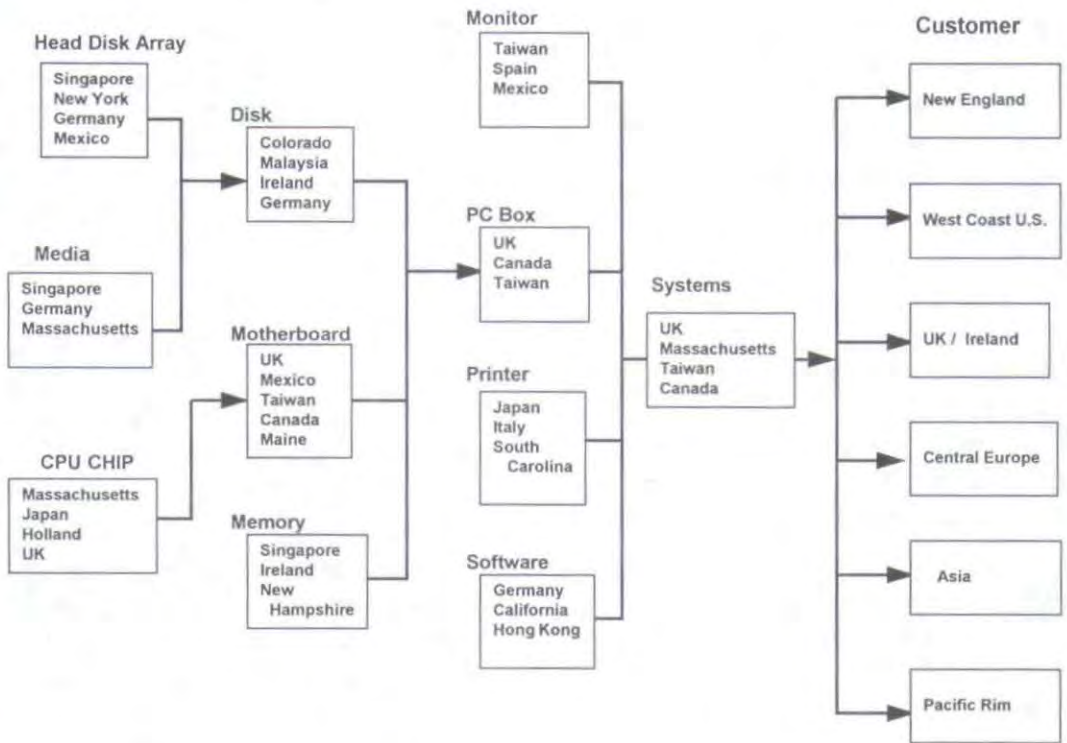 Head Disk Array
Singapore
New York
Germany
Mexico
Media
Singapore
Germany
Massachusetts
CPU CHIP
Massachusetts
Japan
Holland
UK
Disk
Colorado
Malaysia
Ireland
Germany
Motherboard
UK
Mexico
Taiwan
Canada
Maine
Memory
Singapore
Ireland
New
Hampshire
Monitor
Taiwan
Spain
Mexico
PC Box
UK
Canada
Taiwan
Printer
Japan
Italy
South
Carolina
Software
Germany
California
Hong Kong
Systems
UK
Massachusetts
Taiwan
Canada
Customer
New England
West Coast U.S.
UK / Ireland
Central Europe
Asia
Pacific Rim